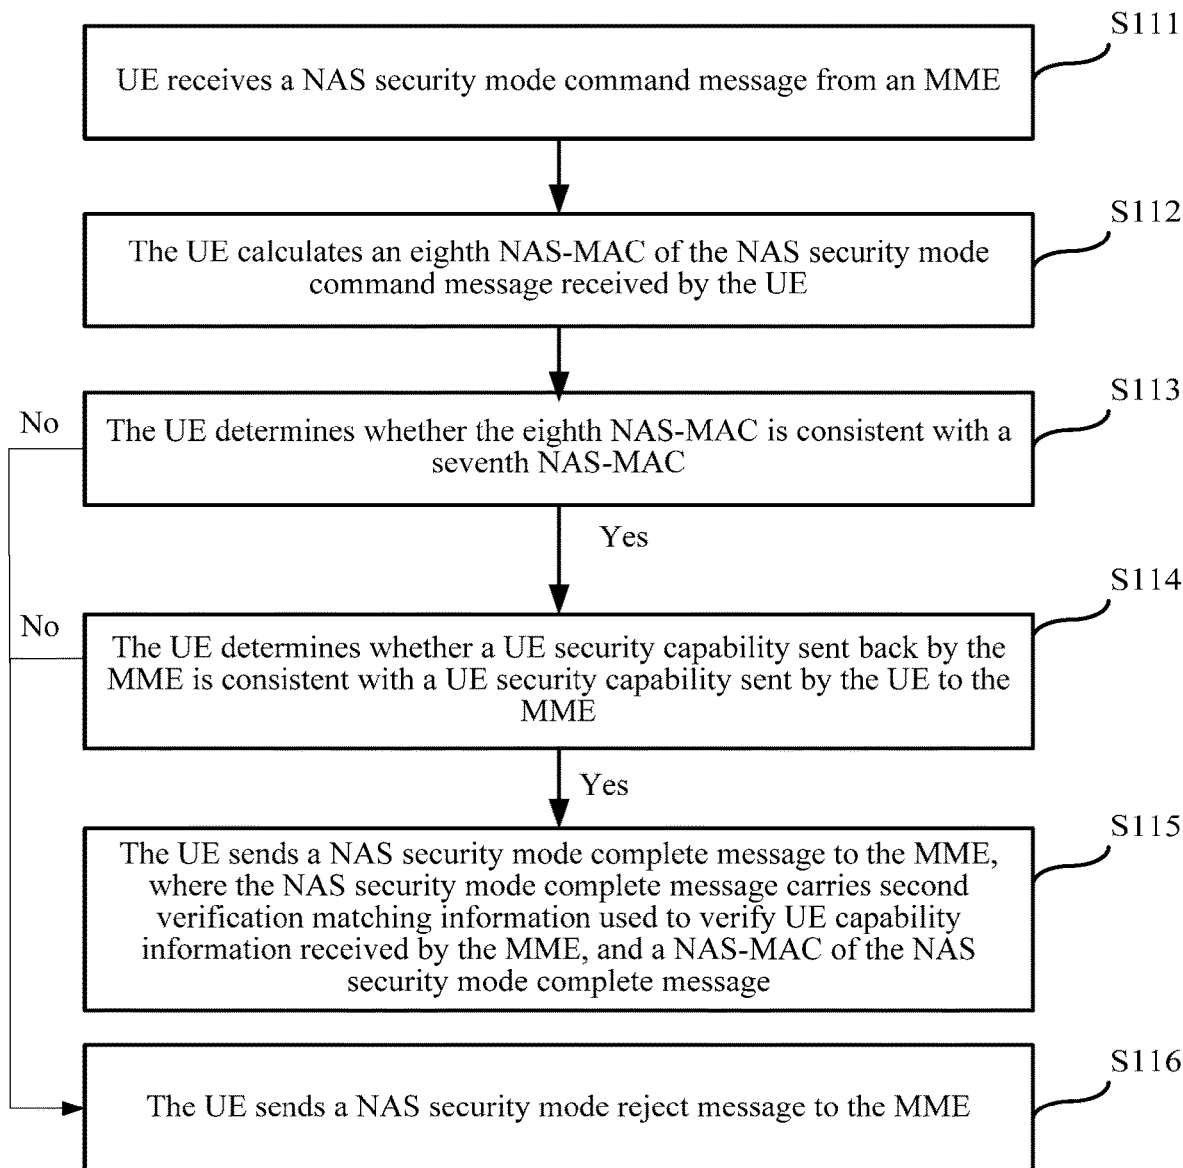 S111
UE receives a NAS security mode command message from an MME
S112
The UE calculates an eighth NAS-MAC of the NAS security mode
command message received by the UE
S113
No
The UE determines whether the eighth NAS-MAC is consistent with a
seventh NAS-MAC
Yes
S114
No
The UE determines whether a UE security capability sent back by the
MME is consistent with a UE security capability sent by the UE to the
MME
Yes
S115
The UE sends a NAS security mode complete message to the MME,
where the NAS security mode complete message carries second
verification matching information used to verify UE capability
information received by the MME, and a NAS-MAC of the NAS
security mode complete message
S116
The UE sends a NAS security mode reject message to the MME